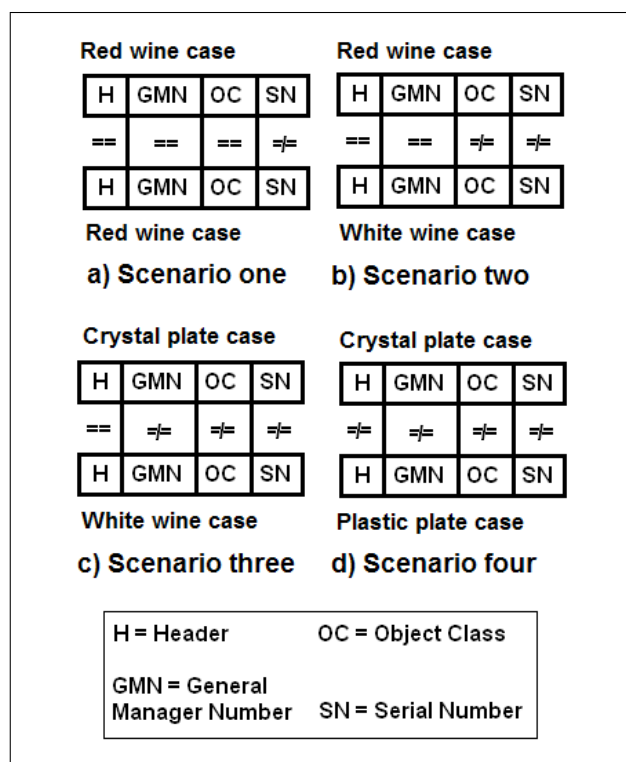 Red wine case
H GMN OC SN
== == == =/=
H GMN OC SN
Red wine case
a) Scenario one
Red wine case
H GMN OC SN
== == =/= =/=
H GMN OC SN
White wine case
b) Scenario two
Crystal plate case
H GMN OC SN
== =/= =/= =/=
H GMN OC SN
White wine case
c) Scenario three
Crystal plate case
H GMN OC SN
=/= =/= =/= =/=
H GMN OC SN
Plastic plate case
d) Scenario four
H = Header
OC = Object Class
GMN = General
Manager Number
SN = Serial Number